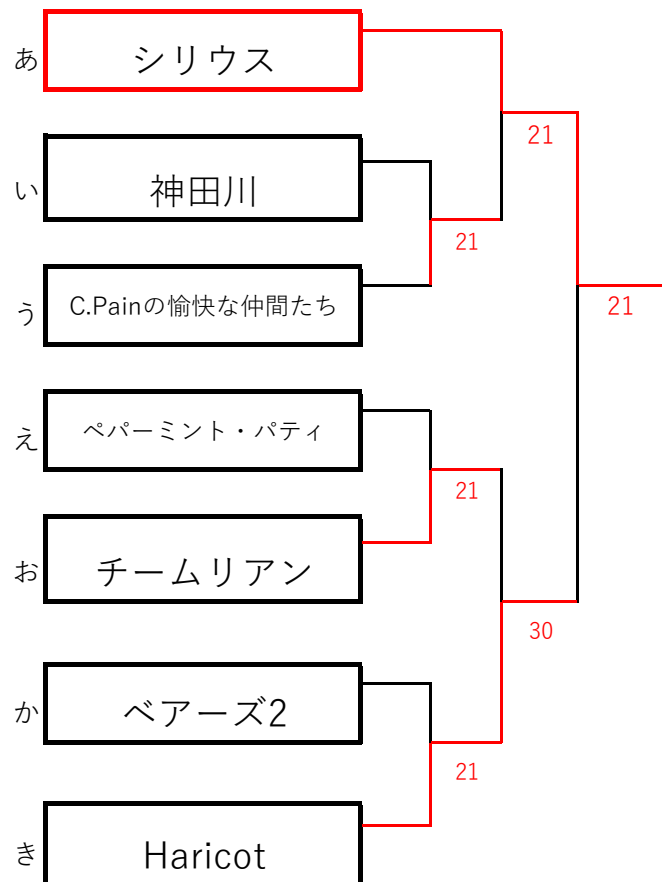 あ
シリウス
21
い
神田川
21
う
C.Painの愉快な仲間たち
21
え
ペパーミント・パティ
21
お
チームリアン
30
か
ベアーズ2
21
き
Haricot